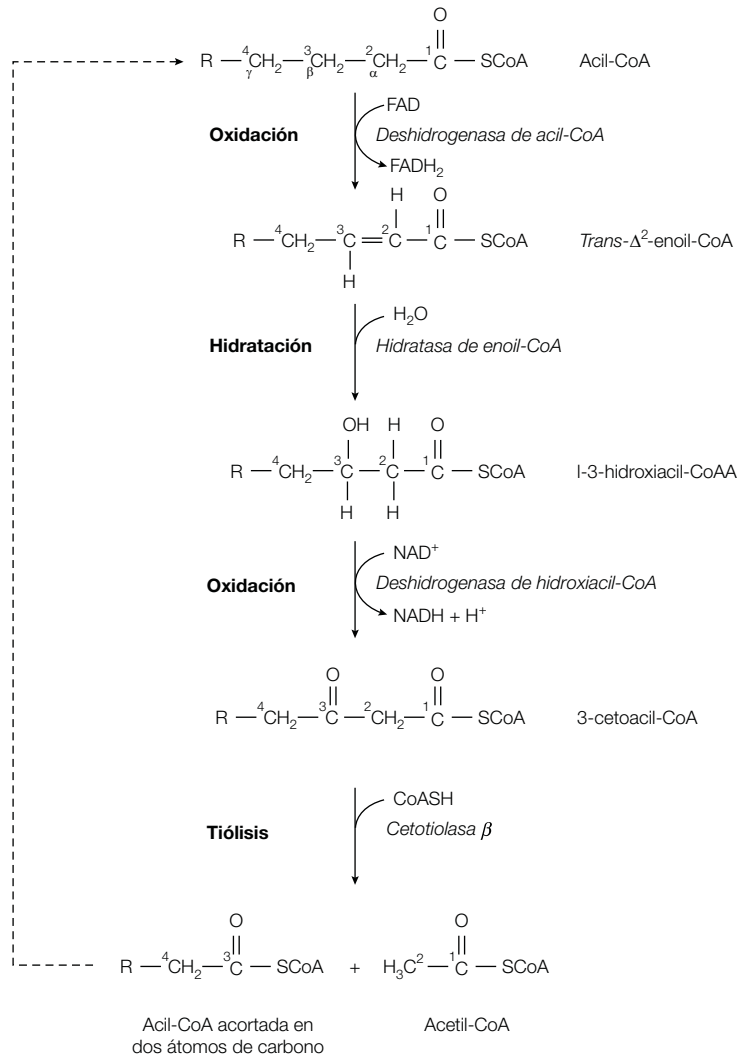 O
R — 4CH2 — 3CH2 — 2CH2 — 1C — SCoA Acil-CoA
γ β α
FAD
Oxidación Deshidrogenasa de acil-CoA
FADH2
H O
R — 4CH2 — 3C = 2C — 1C — SCoA Trans-Δ2-enoil-CoA
H
H2O
Hidratación Hidratasa de enoil-CoA
OH H O
R — 4CH2 — 3C — 2C — 1C — SCoA l-3-hidroxiacil-CoAA
H H
NAD+
Oxidación Deshidrogenasa de hidroxiacil-CoA
NADH + H+
O O
R — 4CH2 — 3C — 2CH2 — 1C — SCoA 3-cetoacil-CoA
CoASH
Tiólisis Cetotiolasa β
O O
R — 4CH2 — 3C — SCoA + H3C2 — 1C — SCoA
Acil-CoA acortada en Acetil-CoA
dos átomos de carbono